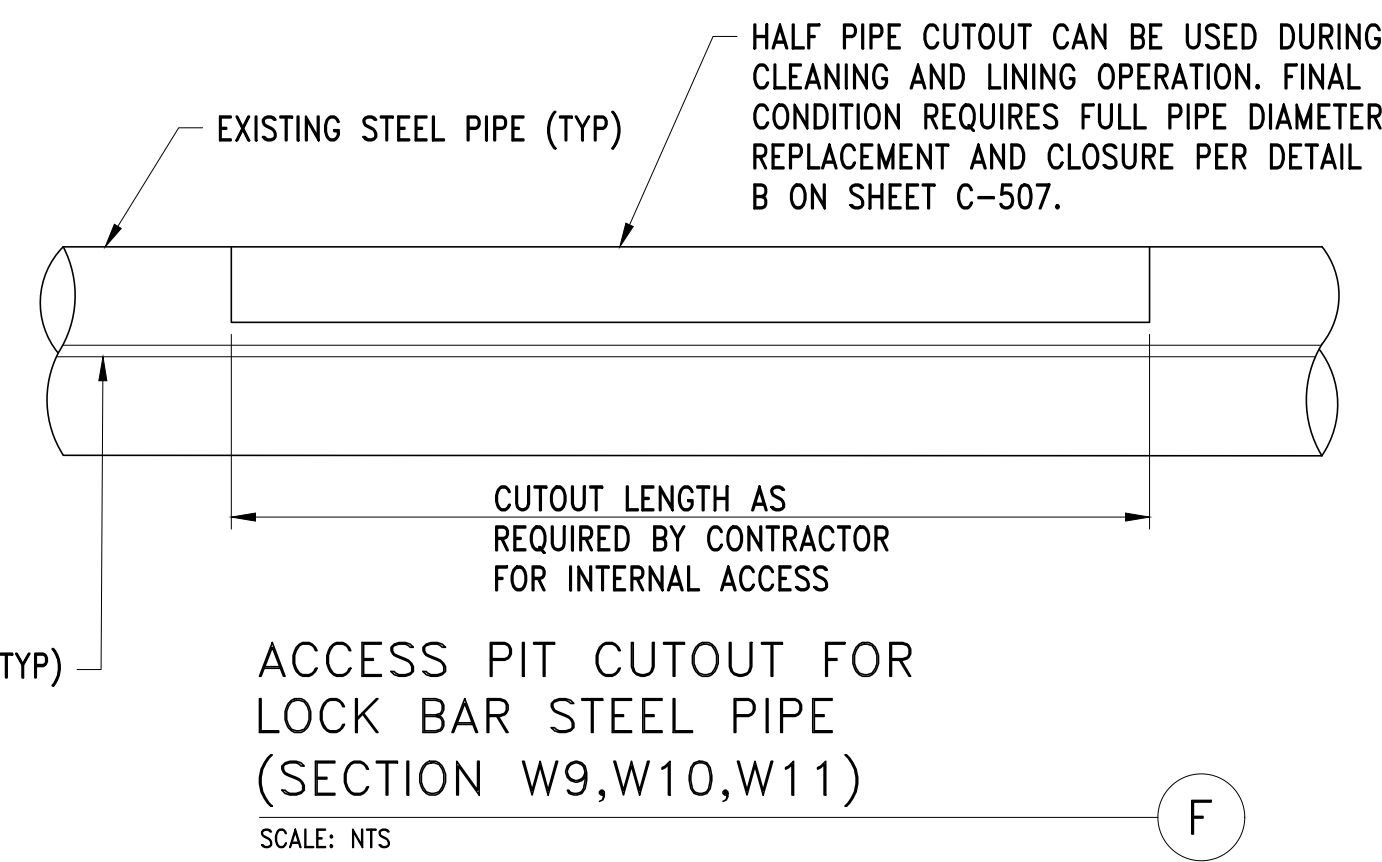 HALF PIPE CUTOUT CAN BE USED DURING
CLEANING AND LINING OPERATION. FINAL
CONDITION REQUIRES FULL PIPE DIAMETER
REPLACEMENT AND CLOSURE PER DETAIL
B ON SHEET C-507.
EXISTING STEEL PIPE (TYP)
CUTOUT LENGTH AS
REQUIRED BY CONTRACTOR
FOR INTERNAL ACCESS
TYP)
ACCESS PIT CUTOUT FOR
LOCK BAR STEEL PIPE
(SECTION W9,W10,W11)
SCALE: NTS
F